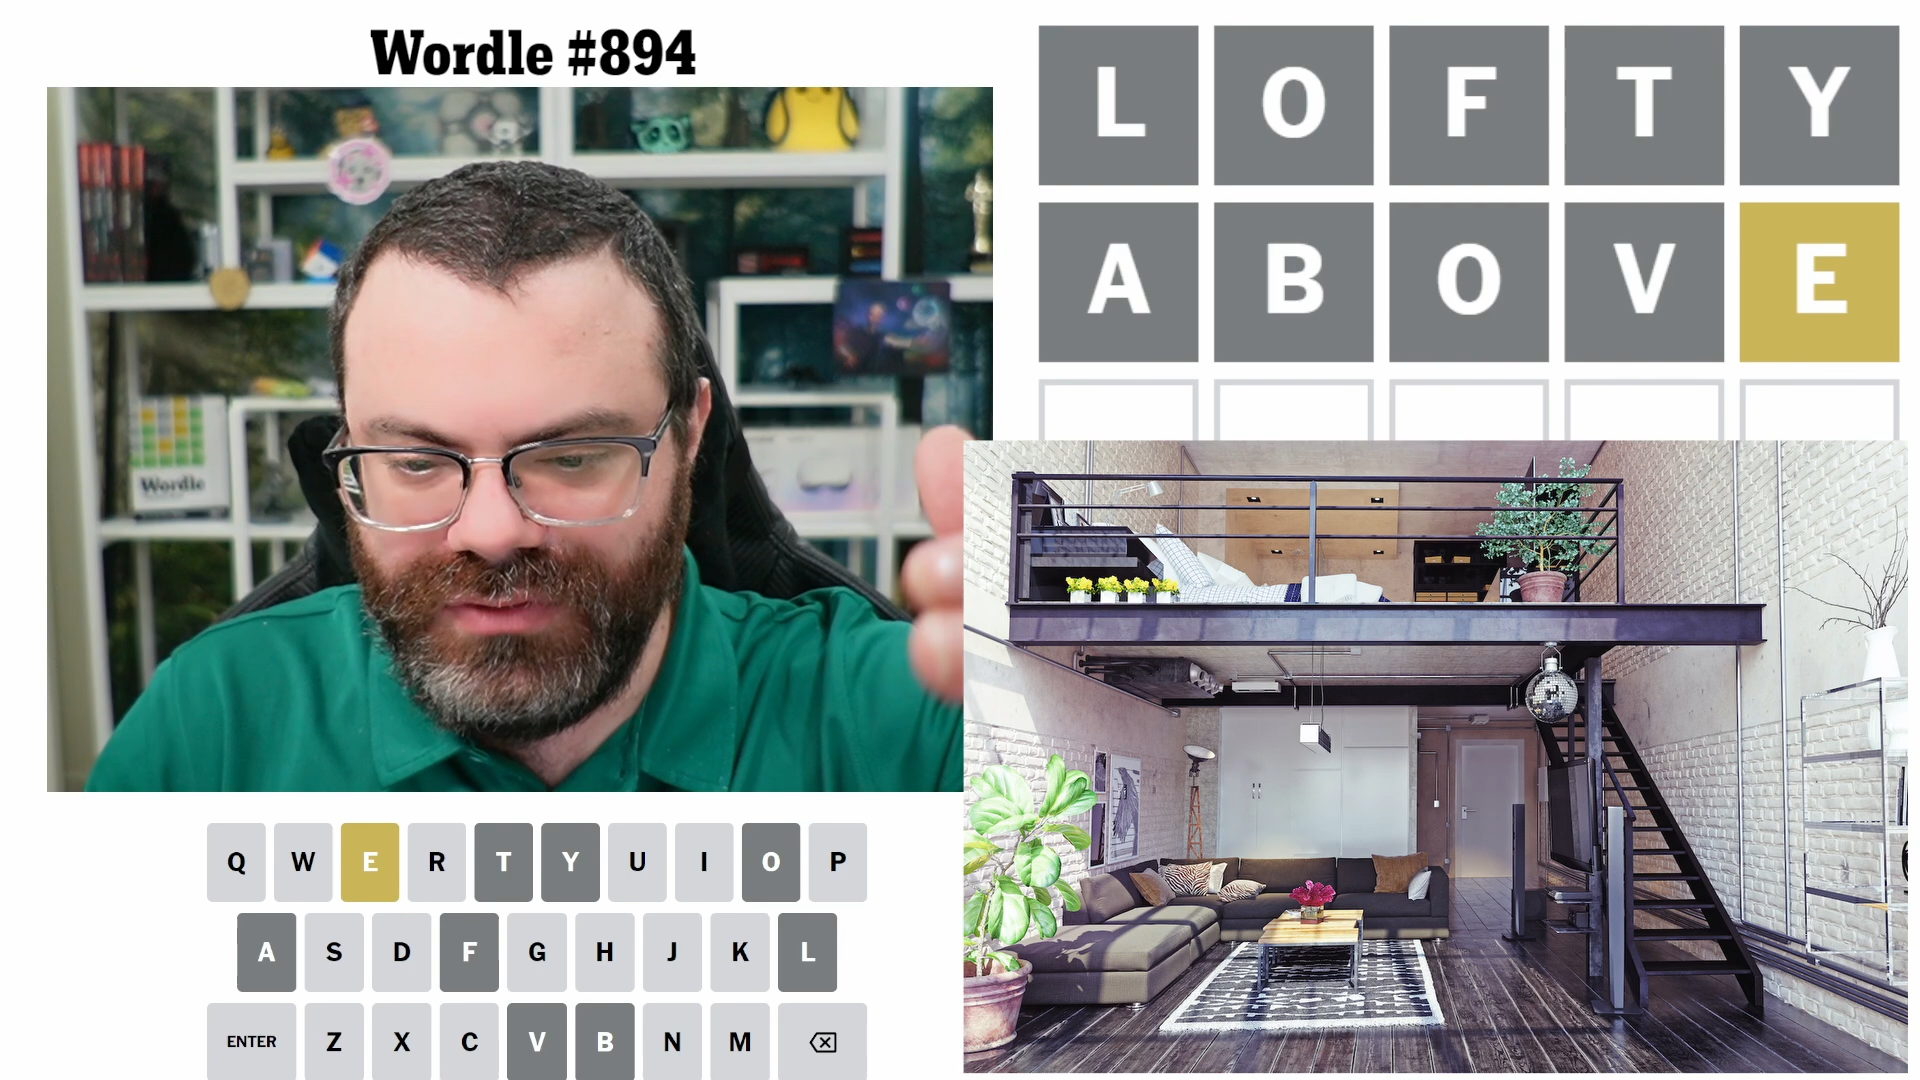 Wordle #894
L O F T Y
A B O V E
Wordle
Q W E R T Y U I O P
A S D F G H J K L
ENTER Z X C V B N M